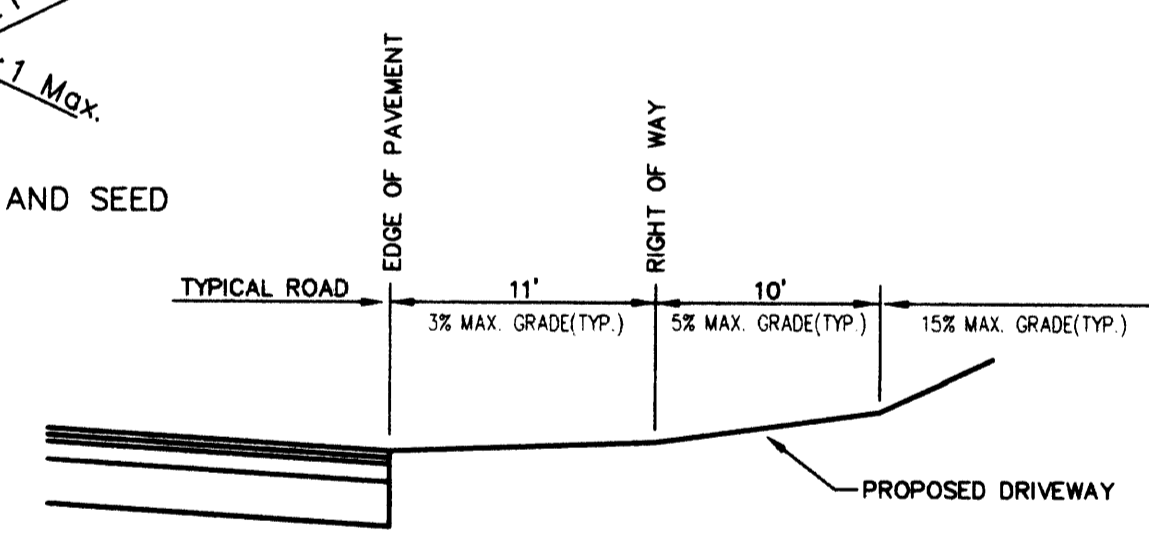 1 Max.
AND SEED
EDGE OF PAVEMENT
RIGHT OF WAY
TYPICAL ROAD
11'
10'
3% MAX. GRADE(TYP.)
5% MAX. GRADE(TYP.)
15% MAX. GRADE(TYP.)
PROPOSED DRIVEWAY